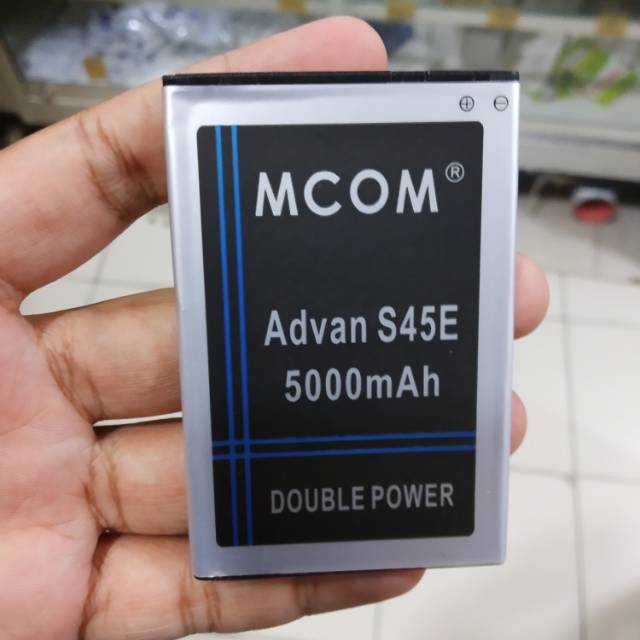 ⊕ ⊖
MCOM®
Advan S45E
5000mAh
DOUBLE POWER